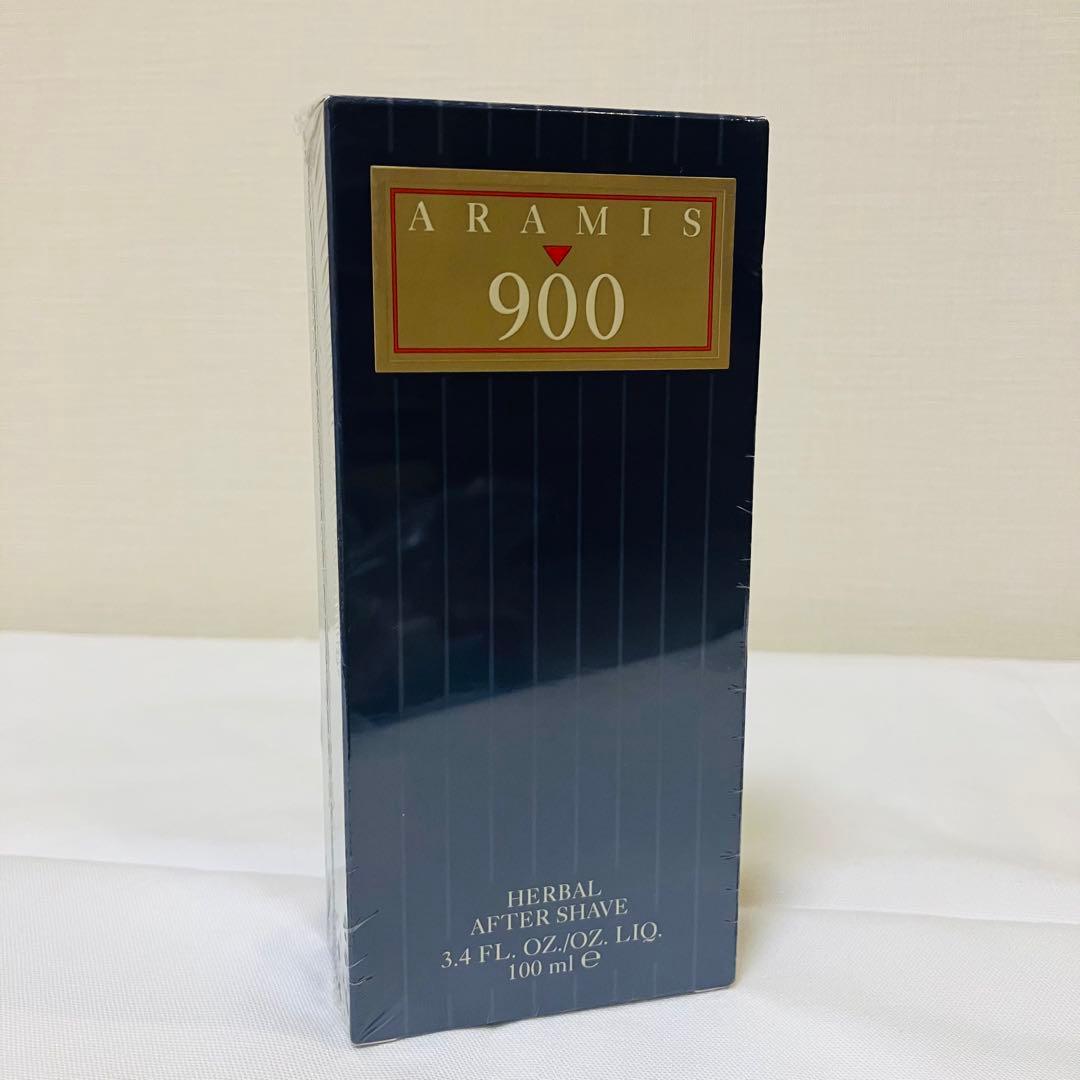 ARAMIS
900
HERBAL
AFTER SHAVE
3.4 FL. OZ./OZ. LIQ.
100 ml ℮